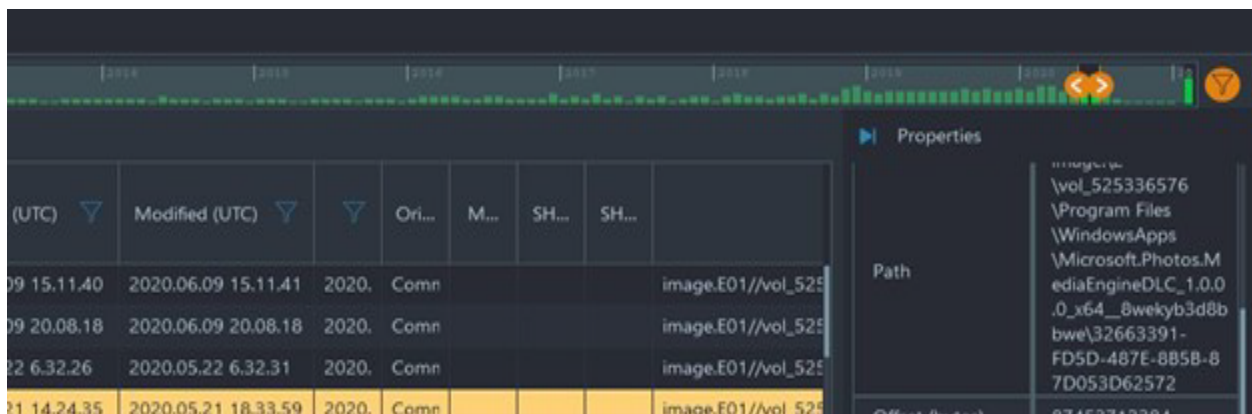 2014 2015 2016 2017 2018 2019 2020
Properties
(UTC) Modified (UTC) Ori... M... SH... SH...
\vol_525336576
\Program Files
\WindowsApps
\Microsoft.Photos.M
ediaEngineDLC_1.0.0
.0_x64__8wekyb3d8b
bwe\32663391-
FD5D-487E-8B5B-8
7D053D62572
Path
09 15.11.40 2020.06.09 15.11.41 2020. Comn image.E01//vol_525
09 20.08.18 2020.06.09 20.08.18 2020. Comn image.E01//vol_525
22 6.32.26 2020.05.22 6.32.31 2020. Comn image.E01//vol_525
21 14.24.35 2020.05.21 18.33.59 2020. Comn image.E01//vol_525